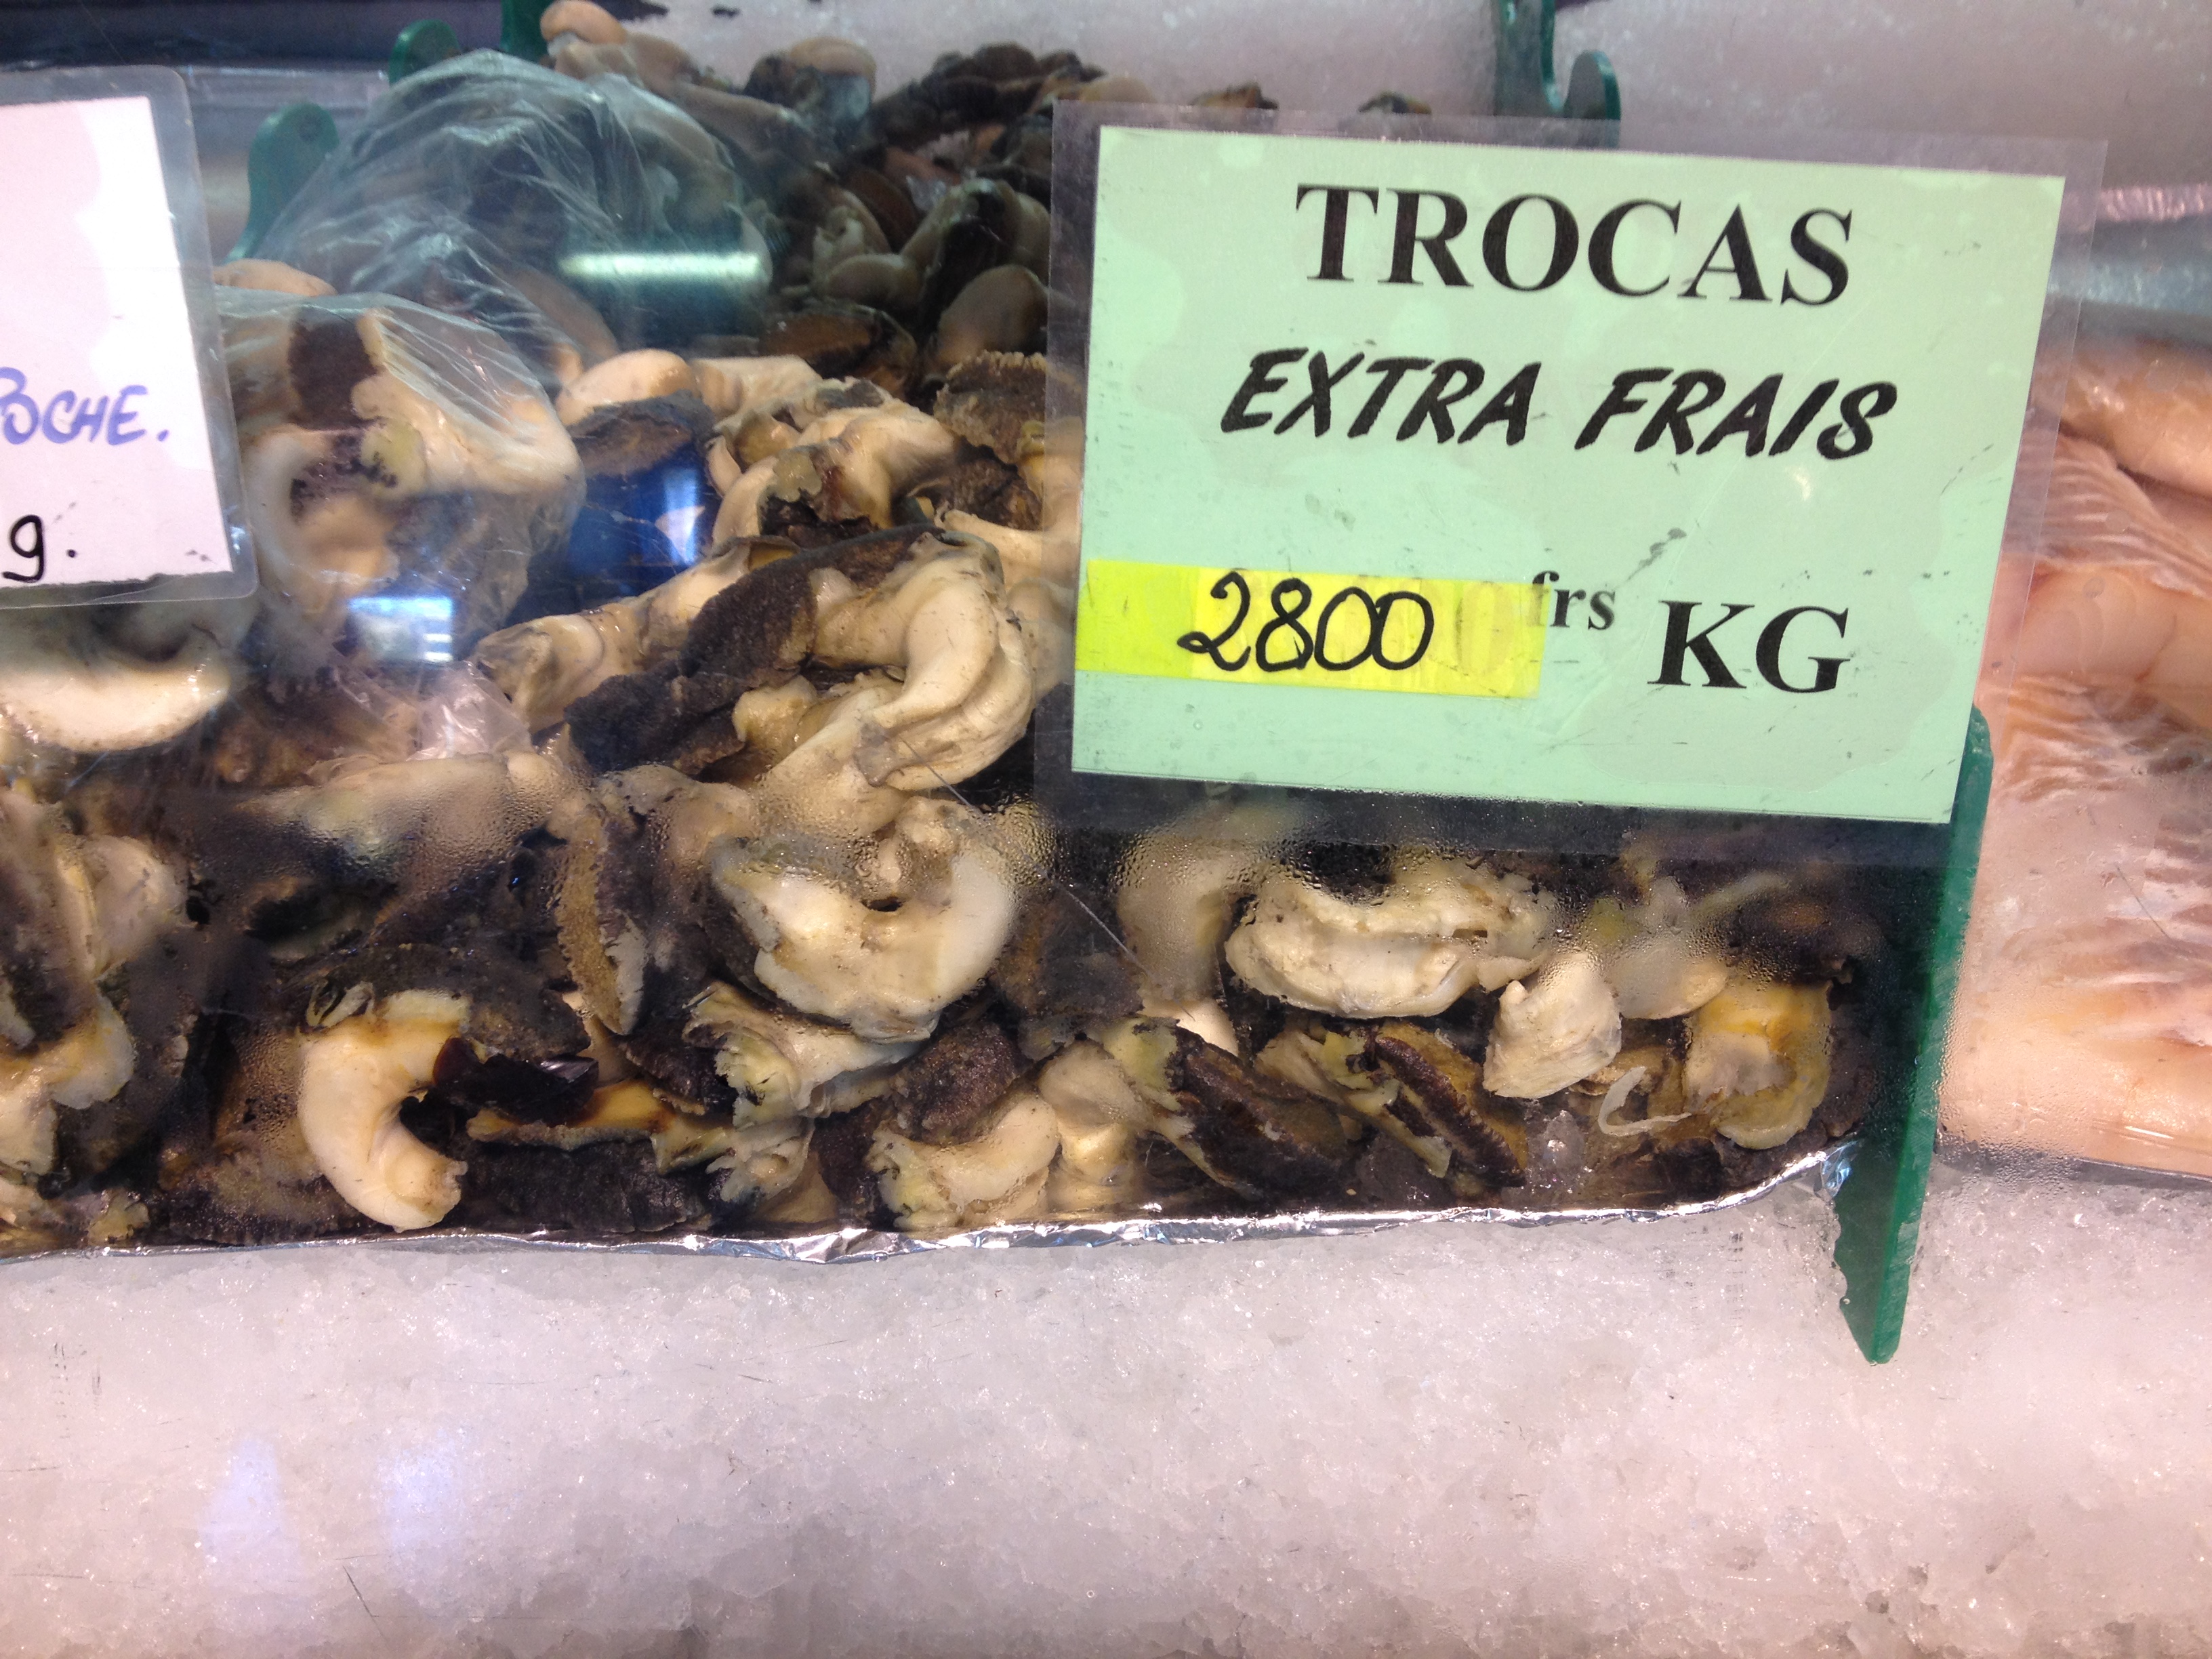 OCHE.
g.
TROCAS
EXTRA FRAIS
2800 frs KG